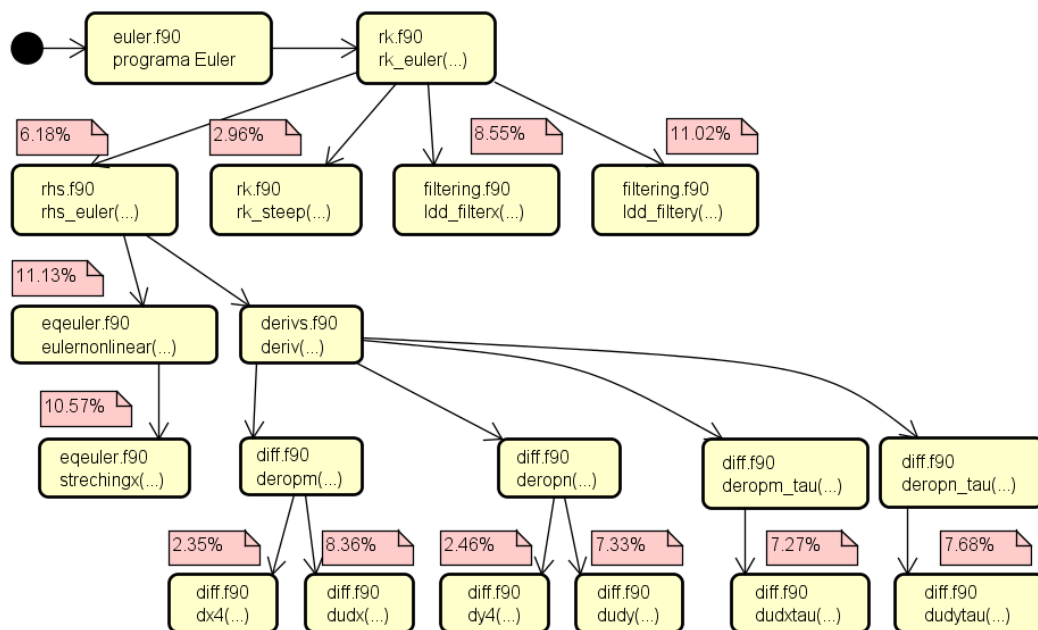 euler.f90
programa Euler
rk.f90
rk_euler(...)
6.18%
2.96%
8.55%
11.02%
rhs.f90
rhs_euler(...)
rk.f90
rk_steep(...)
filtering.f90
ldd_filterx(...)
filtering.f90
ldd_filtery(...)
11.13%
eqeuler.f90
eulernonlinear(...)
derivs.f90
deriv(...)
10.57%
eqeuler.f90
strechingx(...)
diff.f90
deropm(...)
diff.f90
deropn(...)
diff.f90
deropm_tau(...)
diff.f90
deropn_tau(...)
2.35%
8.36%
2.46%
7.33%
7.27%
7.68%
diff.f90
dx4(...)
diff.f90
dudx(...)
diff.f90
dy4(...)
diff.f90
dudy(...)
diff.f90
dudxtau(...)
diff.f90
dudytau(...)